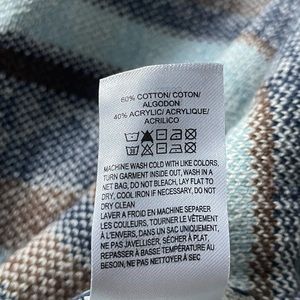 60% COTTON/ COTON/
ALGODON
40% ACRYLIC/ ACRYLIQUE/
ACRILICO
MACHINE WASH COLD WITH LIKE COLORS,
TURN GARMENT INSIDE OUT, WASH IN A
NET BAG, DO NOT BLEACH, LAY FLAT TO
DRY, COOL IRON IF NECESSARY, DO NOT
DRY CLEAN
LAVER A FROID EN MACHINE SEPARER
LES COULEURS, TOURNER LE VÊTEMENT
À L'ENVERS, DANS UN SAC UNIQUEMENT,
NE PAS JAVELLISER, SÉCHER À PLAT,
REPASSER À BASSE TEMPÉRATURE AU
BESOIN, NE PAS NETTOYER À SEC